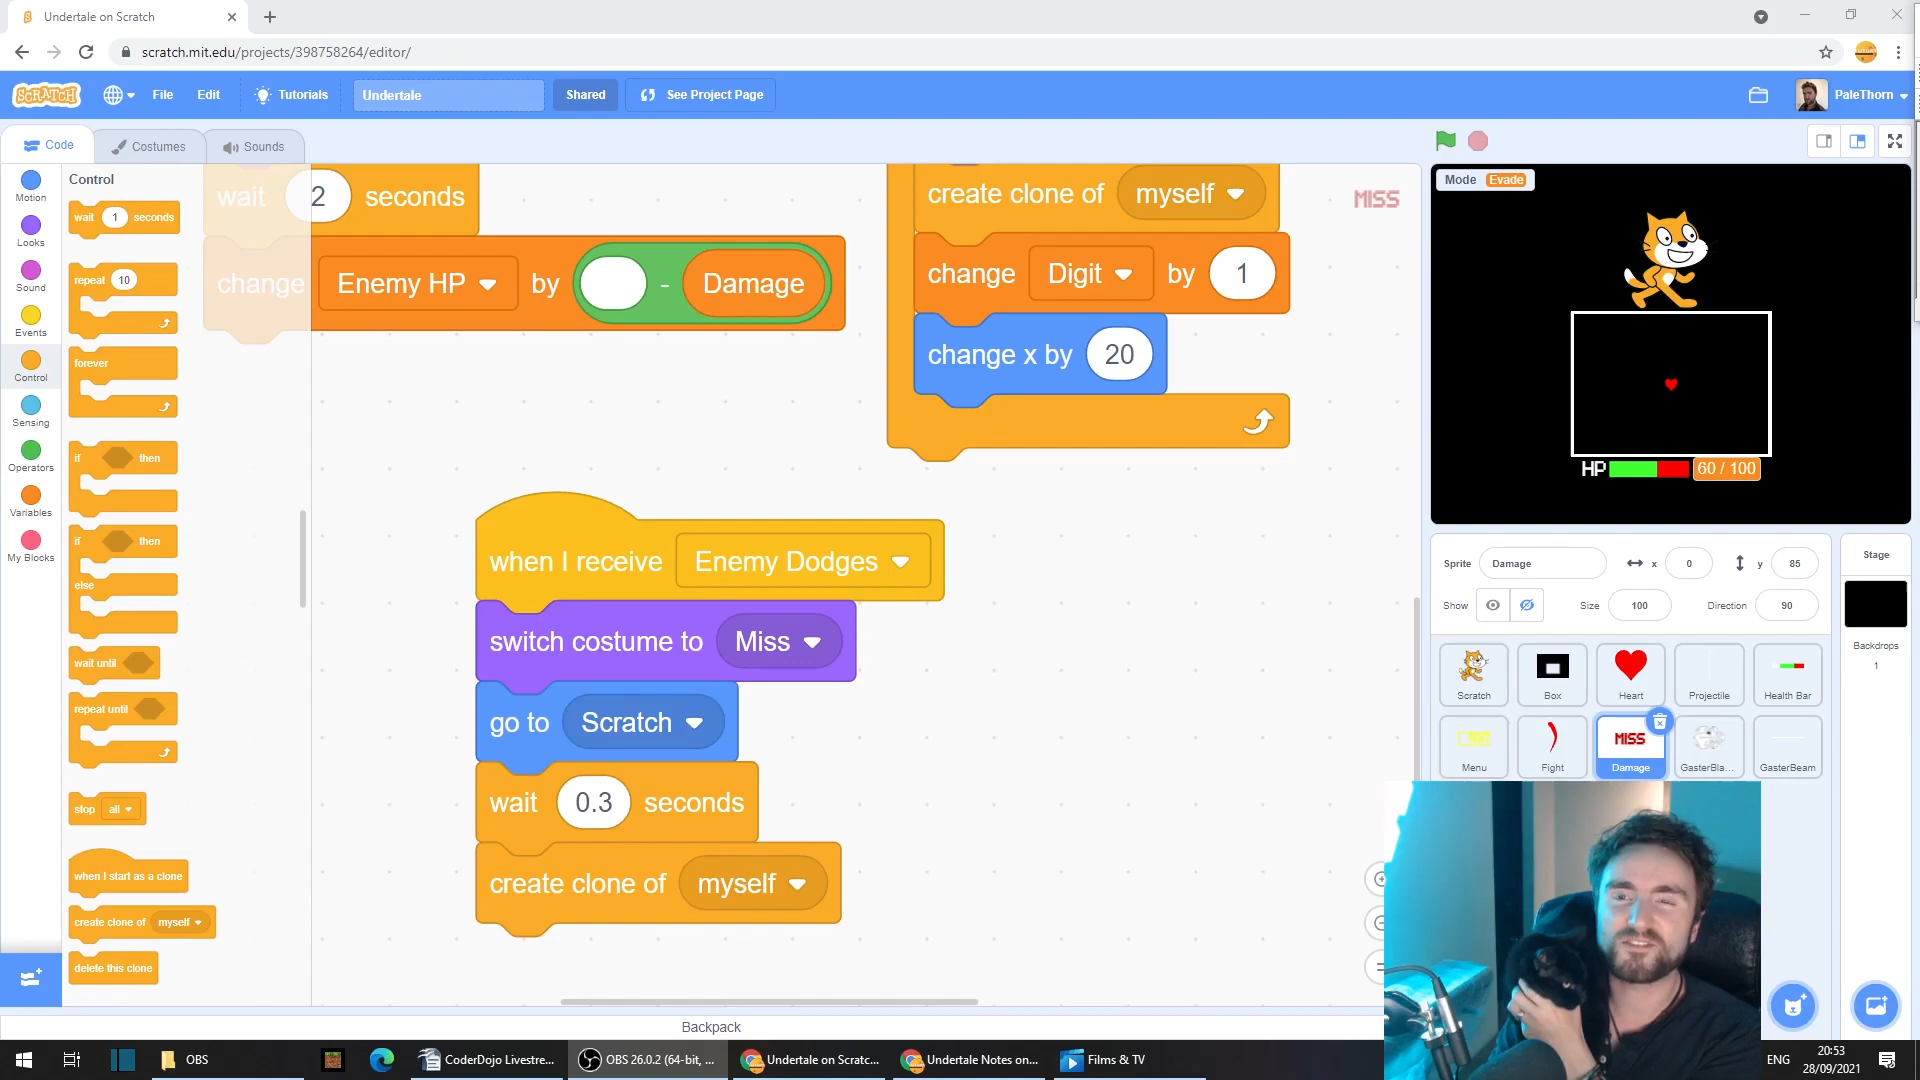 Undertale on Scratch
scratch.mit.edu/projects/398758264/editor/
SCRATCH
File
Edit
Tutorials
Undertale
Shared
See Project Page
PaleThorn
Code
Costumes
Sounds
Motion
Looks
Sound
Events
Control
Sensing
Operators
Variables
My Blocks
Control
wait 1 seconds
repeat 10
forever
if then
if then
else
wait until
repeat until
stop all
when I start as a clone
create clone of myself
delete this clone
wait 2 seconds
change Enemy HP by - Damage
create clone of myself
change Digit by 1
change x by 20
MISS
when I receive Enemy Dodges
switch costume to Miss
go to Scratch
wait 0.3 seconds
create clone of myself
Mode Evade
HP 60 / 100
Sprite Damage x 0 y 85
Show Size 100 Direction 90
Scratch
Box
Heart
Projectile
Health Bar
MISS
Menu
Fight
Damage
GasterBla...
GasterBeam
Stage
Backdrops
1
Backpack
OBS
CoderDojo Livestre...
OBS 26.0.2 (64-bit, ...
Undertale on Scratc...
Undertale Notes on...
Films & TV
ENG
20:53
28/09/2021